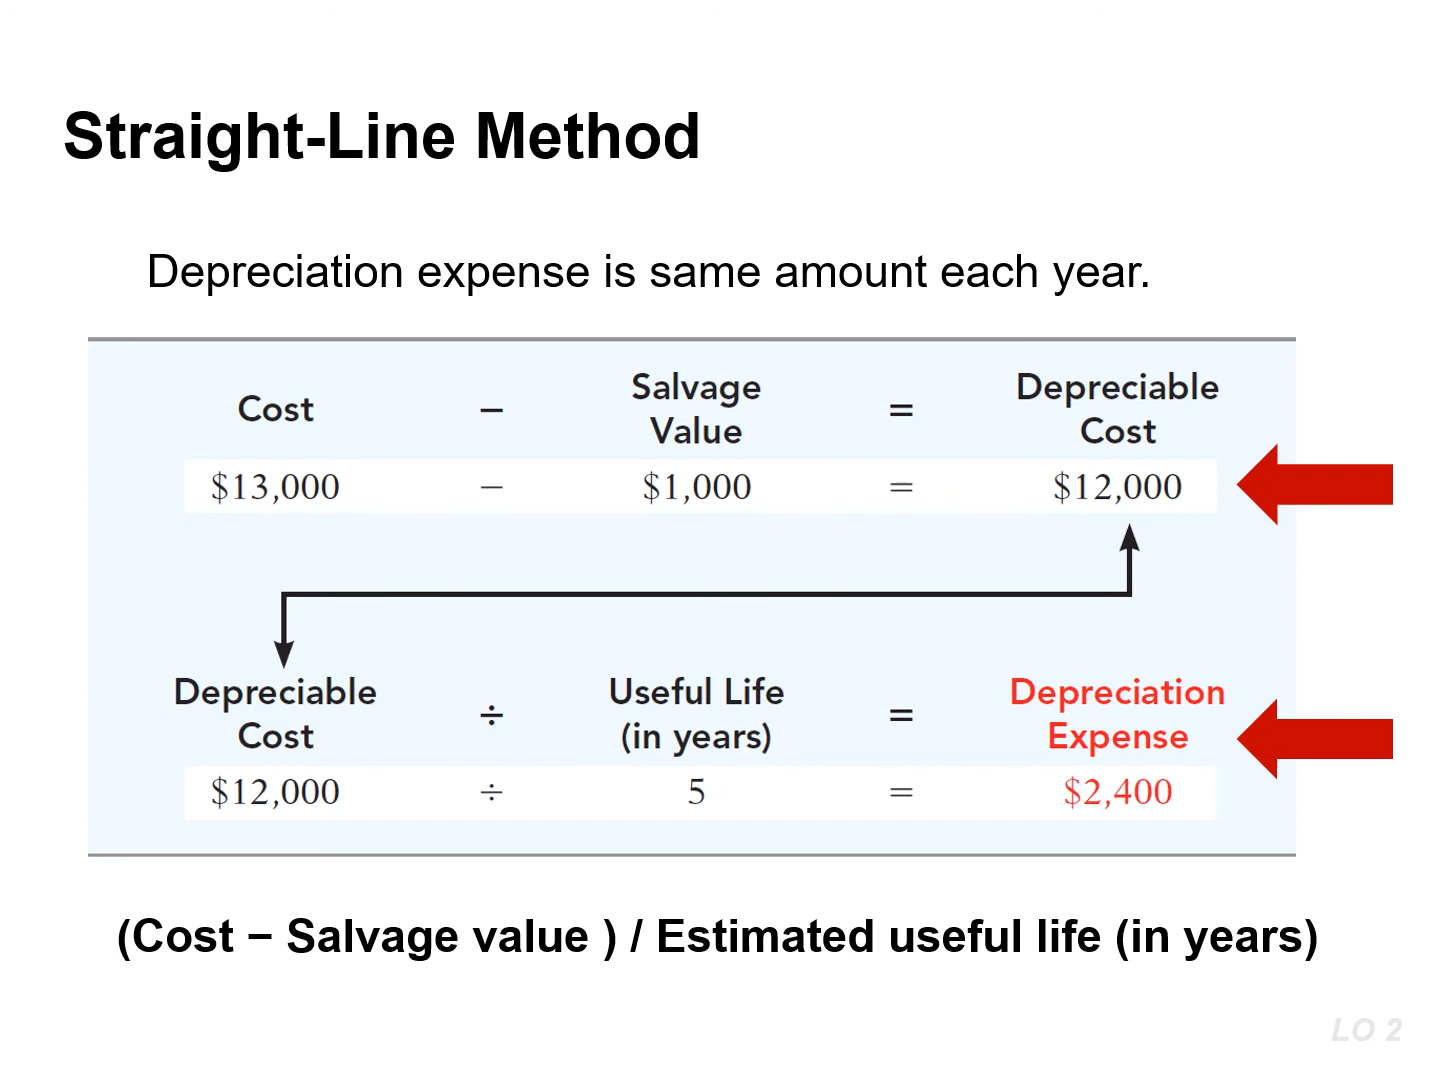 Straight-Line Method
Depreciation expense is same amount each year.
Cost – Salvage Value = Depreciable Cost
$13,000 – $1,000 = $12,000
Depreciable Cost ÷ Useful Life (in years) = Depreciation Expense
$12,000 ÷ 5 = $2,400
(Cost − Salvage value ) / Estimated useful life (in years)
LO 2